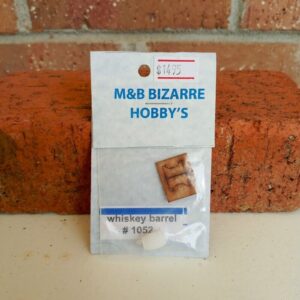 $14.95
M&B BIZARRE
HOBBY'S
whiskey barrel
# 1052